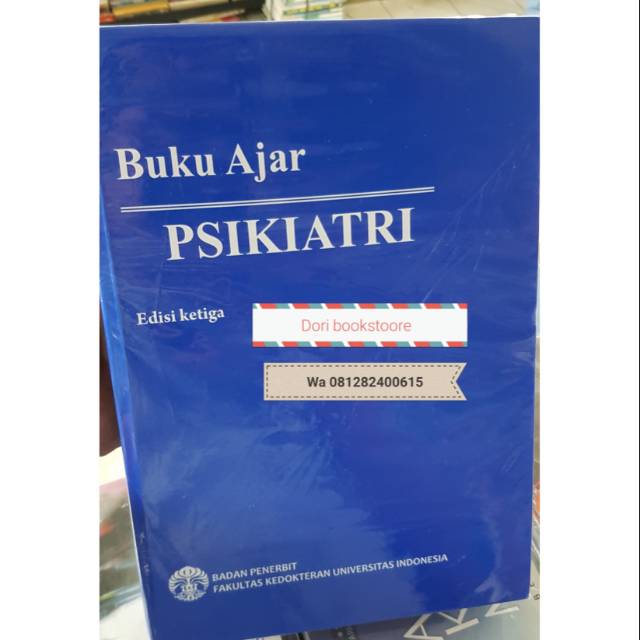 Buku Ajar
PSIKIATRI
Edisi ketiga
Dori bookstoore
Wa 081282400615
BADAN PENERBIT
FAKULTAS KEDOKTERAN UNIVERSITAS INDONESIA